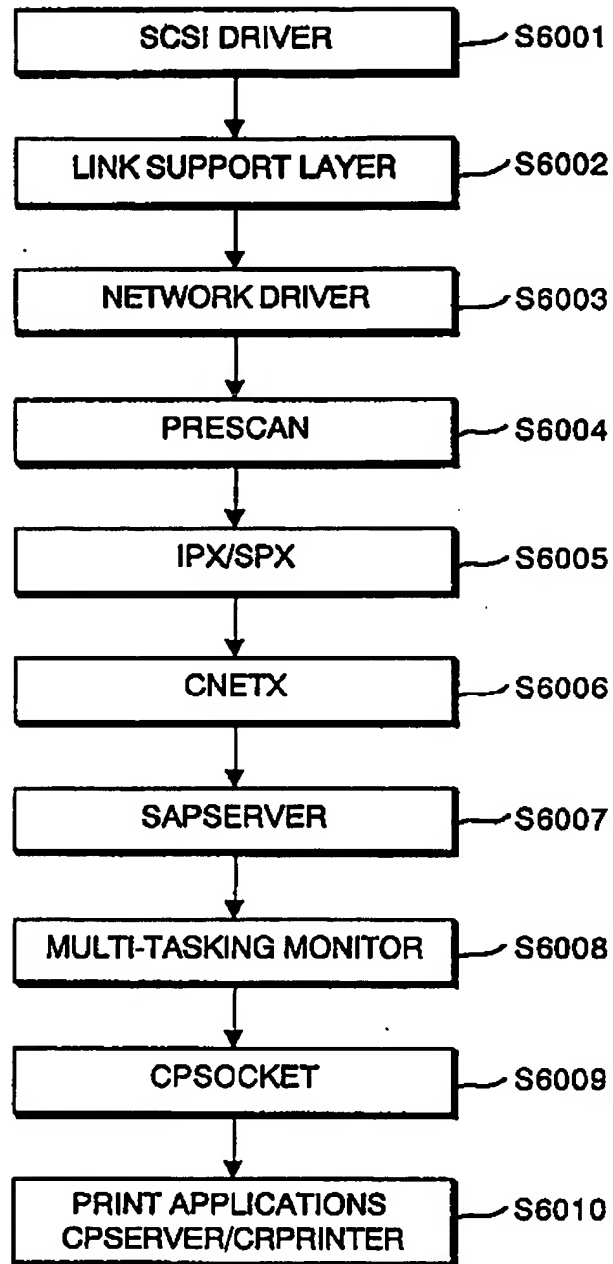 SCSI DRIVER S6001
LINK SUPPORT LAYER S6002
NETWORK DRIVER S6003
PRESCAN S6004
IPX/SPX S6005
CNETX S6006
SAPSERVER S6007
MULTI-TASKING MONITOR S6008
CPSOCKET S6009
PRINT APPLICATIONS
CPSERVER/CRPRINTER S6010